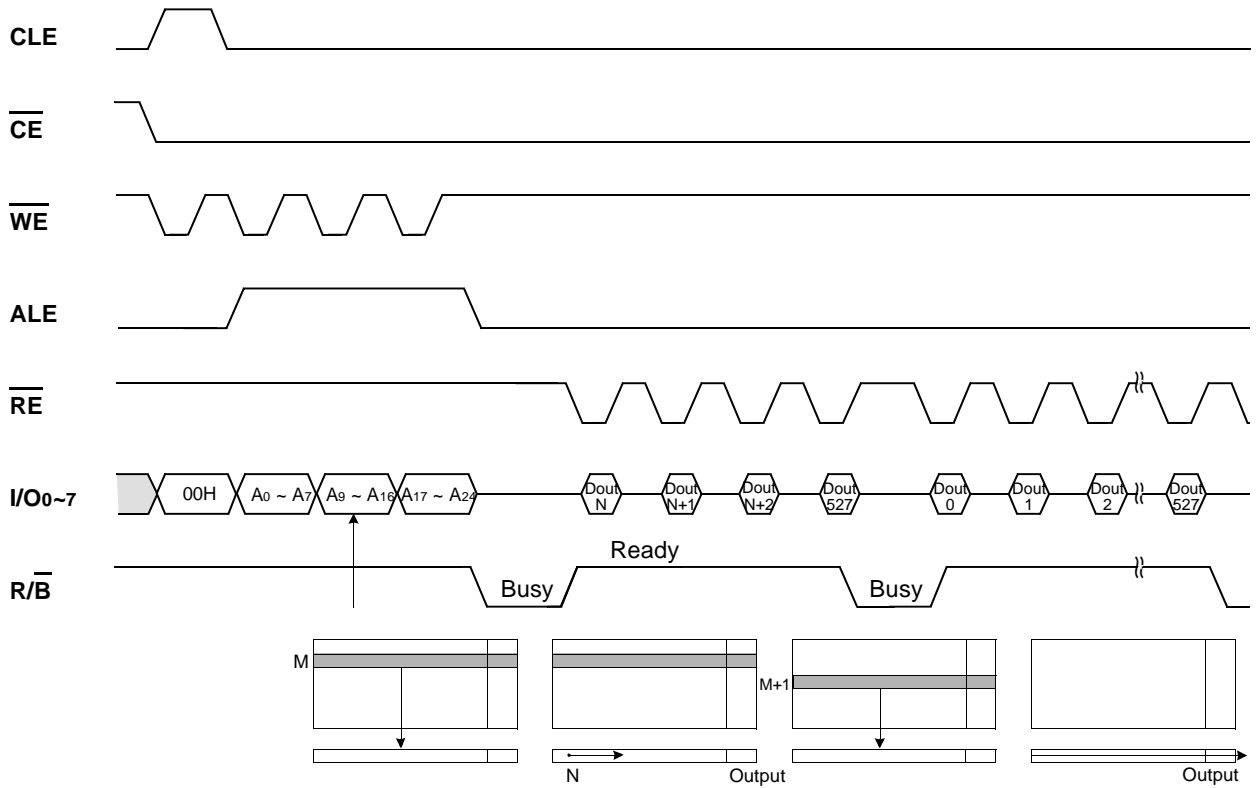 CLE
CE
WE
ALE
RE
I/O0~7
00H
A0 ~ A7
A9 ~ A16
A17 ~ A24
Dout N
Dout N+1
Dout N+2
Dout 527
Dout 0
Dout 1
Dout 2
Dout 527
R/B
Busy
Ready
Busy
M
M+1
N
Output
Output